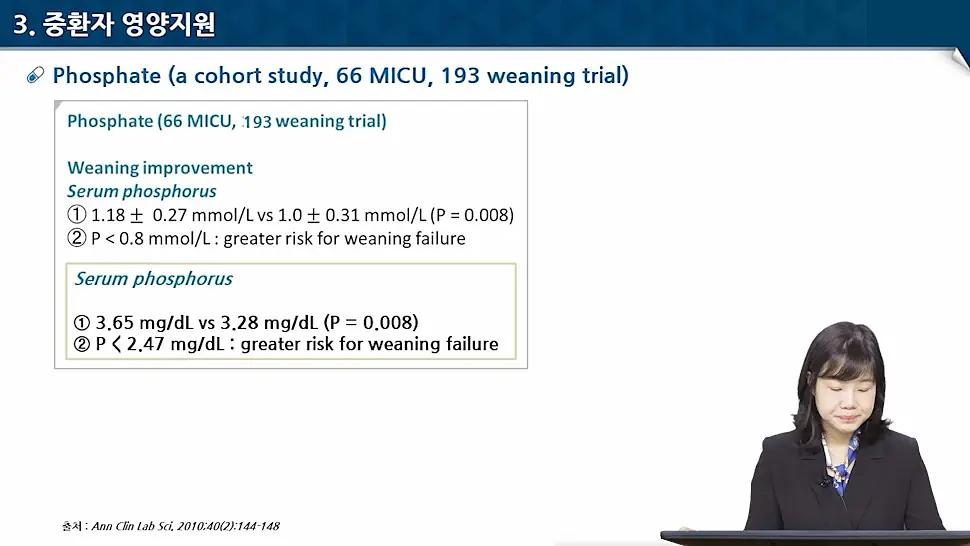 3. 중환자 영양지원
Phosphate (a cohort study, 66 MICU, 193 weaning trial)
Phosphate (66 MICU, 193 weaning trial)
Weaning improvement
Serum phosphorus
① 1.18 ± 0.27 mmol/L vs 1.0 ± 0.31 mmol/L (P = 0.008)
② P < 0.8 mmol/L : greater risk for weaning failure
Serum phosphorus
① 3.65 mg/dL vs 3.28 mg/dL (P = 0.008)
② P < 2.47 mg/dL : greater risk for weaning failure
출처 : Ann Clin Lab Sci, 2010;40(2):144-148